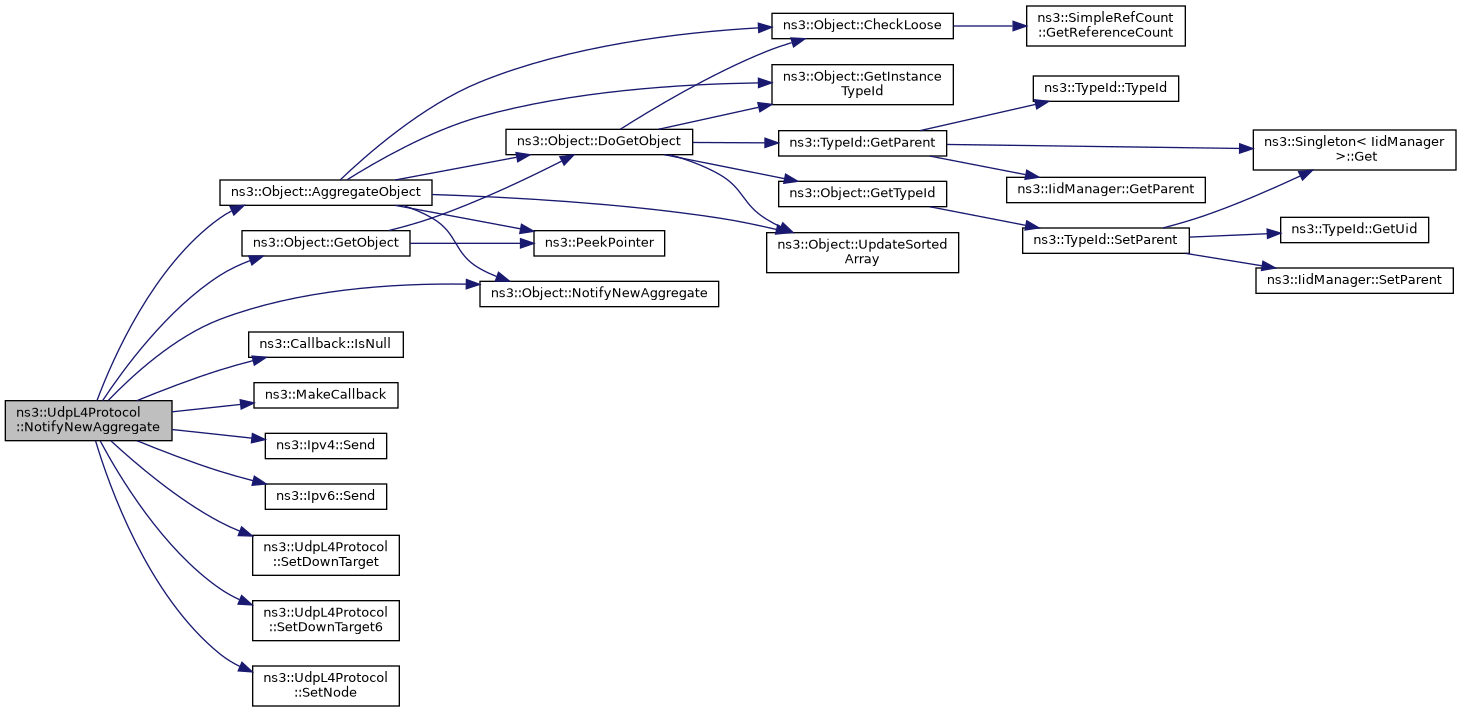 ns3::UdpL4Protocol
::NotifyNewAggregate
ns3::Object::AggregateObject
ns3::Object::GetObject
ns3::Callback::IsNull
ns3::MakeCallback
ns3::Ipv4::Send
ns3::Ipv6::Send
ns3::UdpL4Protocol
::SetDownTarget
ns3::UdpL4Protocol
::SetDownTarget6
ns3::UdpL4Protocol
::SetNode
ns3::Object::DoGetObject
ns3::PeekPointer
ns3::Object::NotifyNewAggregate
ns3::Object::CheckLoose
ns3::Object::GetInstance
TypeId
ns3::TypeId::GetParent
ns3::Object::GetTypeId
ns3::Object::UpdateSorted
Array
ns3::SimpleRefCount
::GetReferenceCount
ns3::TypeId::TypeId
ns3::IidManager::GetParent
ns3::TypeId::SetParent
ns3::Singleton< IidManager
>::Get
ns3::TypeId::GetUid
ns3::IidManager::SetParent